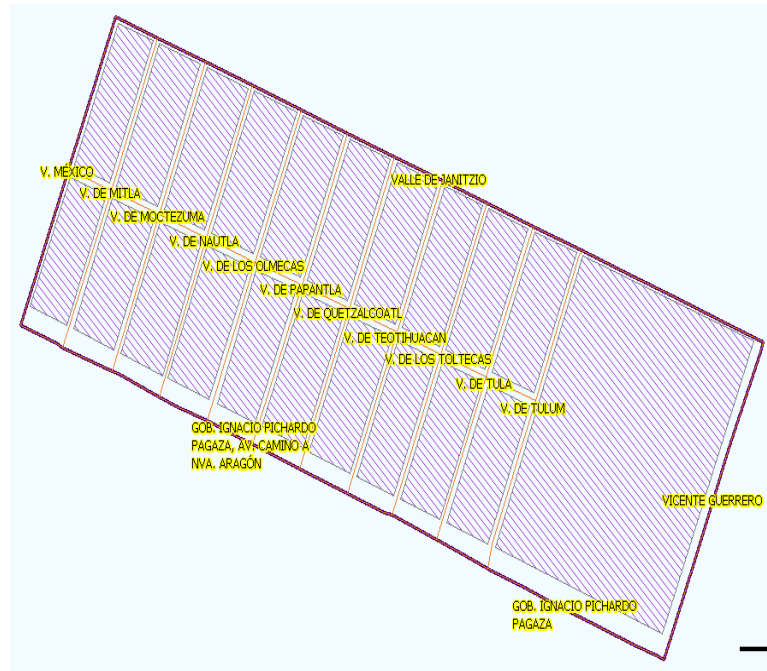 V. MÉXICO
VALLE DE JANITZIO
V. DE MITLA
V. DE MOCTEZUMA
V. DE NAUTLA
V. DE LOS OLMECAS
V. DE PAPANTLA
V. DE QUETZALCOATL
V. DE TEOTIHUACAN
V. DE LOS TOLTECAS
V. DE TULA
V. DE TULUM
GOB. IGNACIO PICHARDO
PAGAZA, AV. CAMINO A
NVA. ARAGÓN
VICENTE GUERRERO
GOB. IGNACIO PICHARDO
PAGAZA